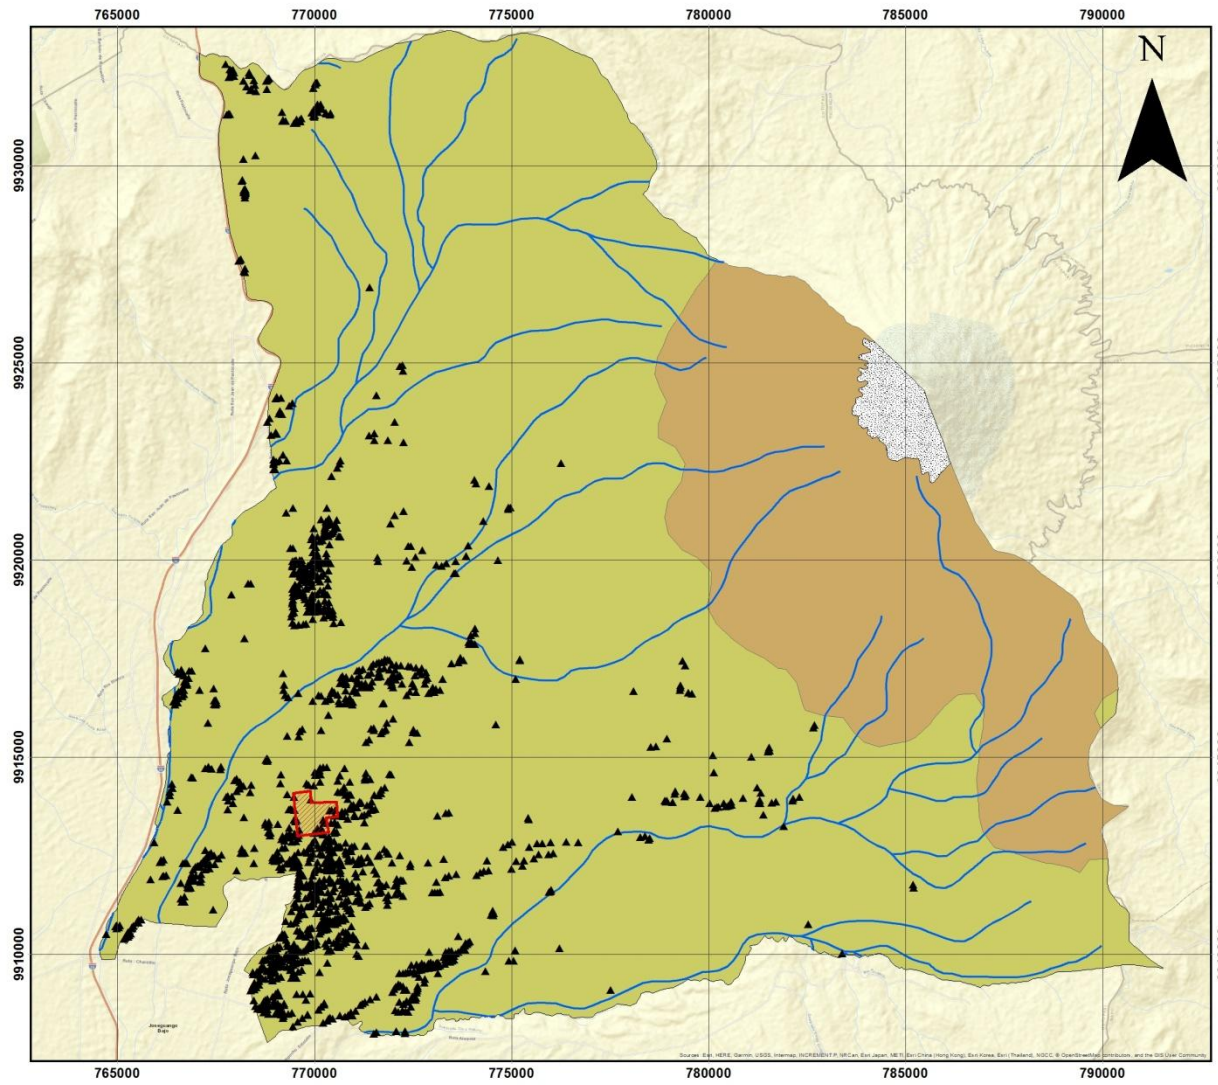 765000 770000 775000 780000 785000 790000
N
9930000
9925000
9920000
9915000
9910000
Joseguango
Bajo
Sources: Esri, HERE, Garmin, USGS, Intermap, INCREMENT P, NRCan, Esri Japan, METI, Esri China (Hong Kong), Esri Korea, Esri (Thailand), NGCC, © OpenStreetMap contributors, and the GIS User Community
765000 770000 775000 780000 785000 790000